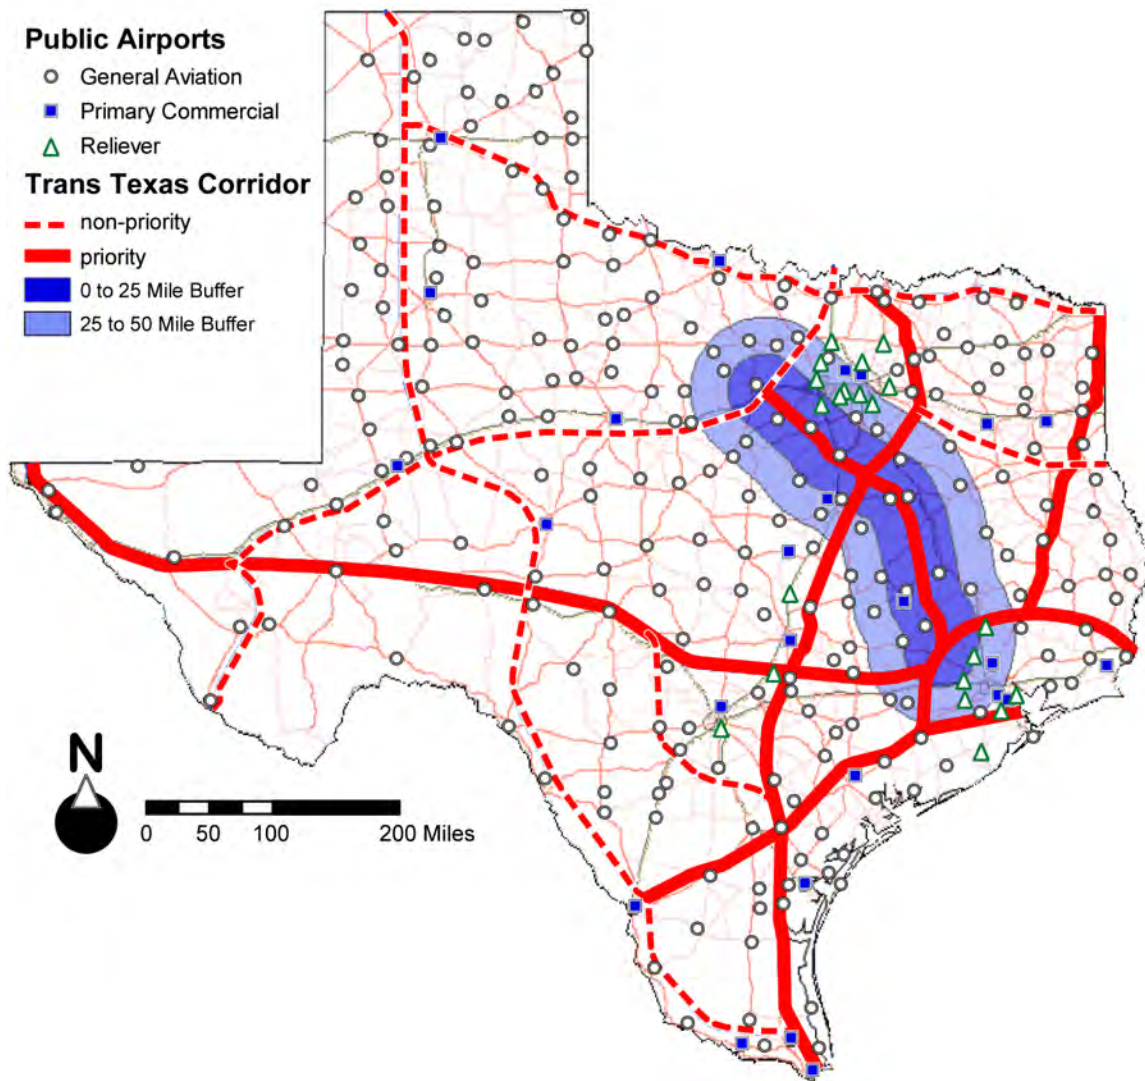 Public Airports
General Aviation
Primary Commercial
Reliever
Trans Texas Corridor
non-priority
priority
0 to 25 Mile Buffer
25 to 50 Mile Buffer
N
0 50 100 200 Miles